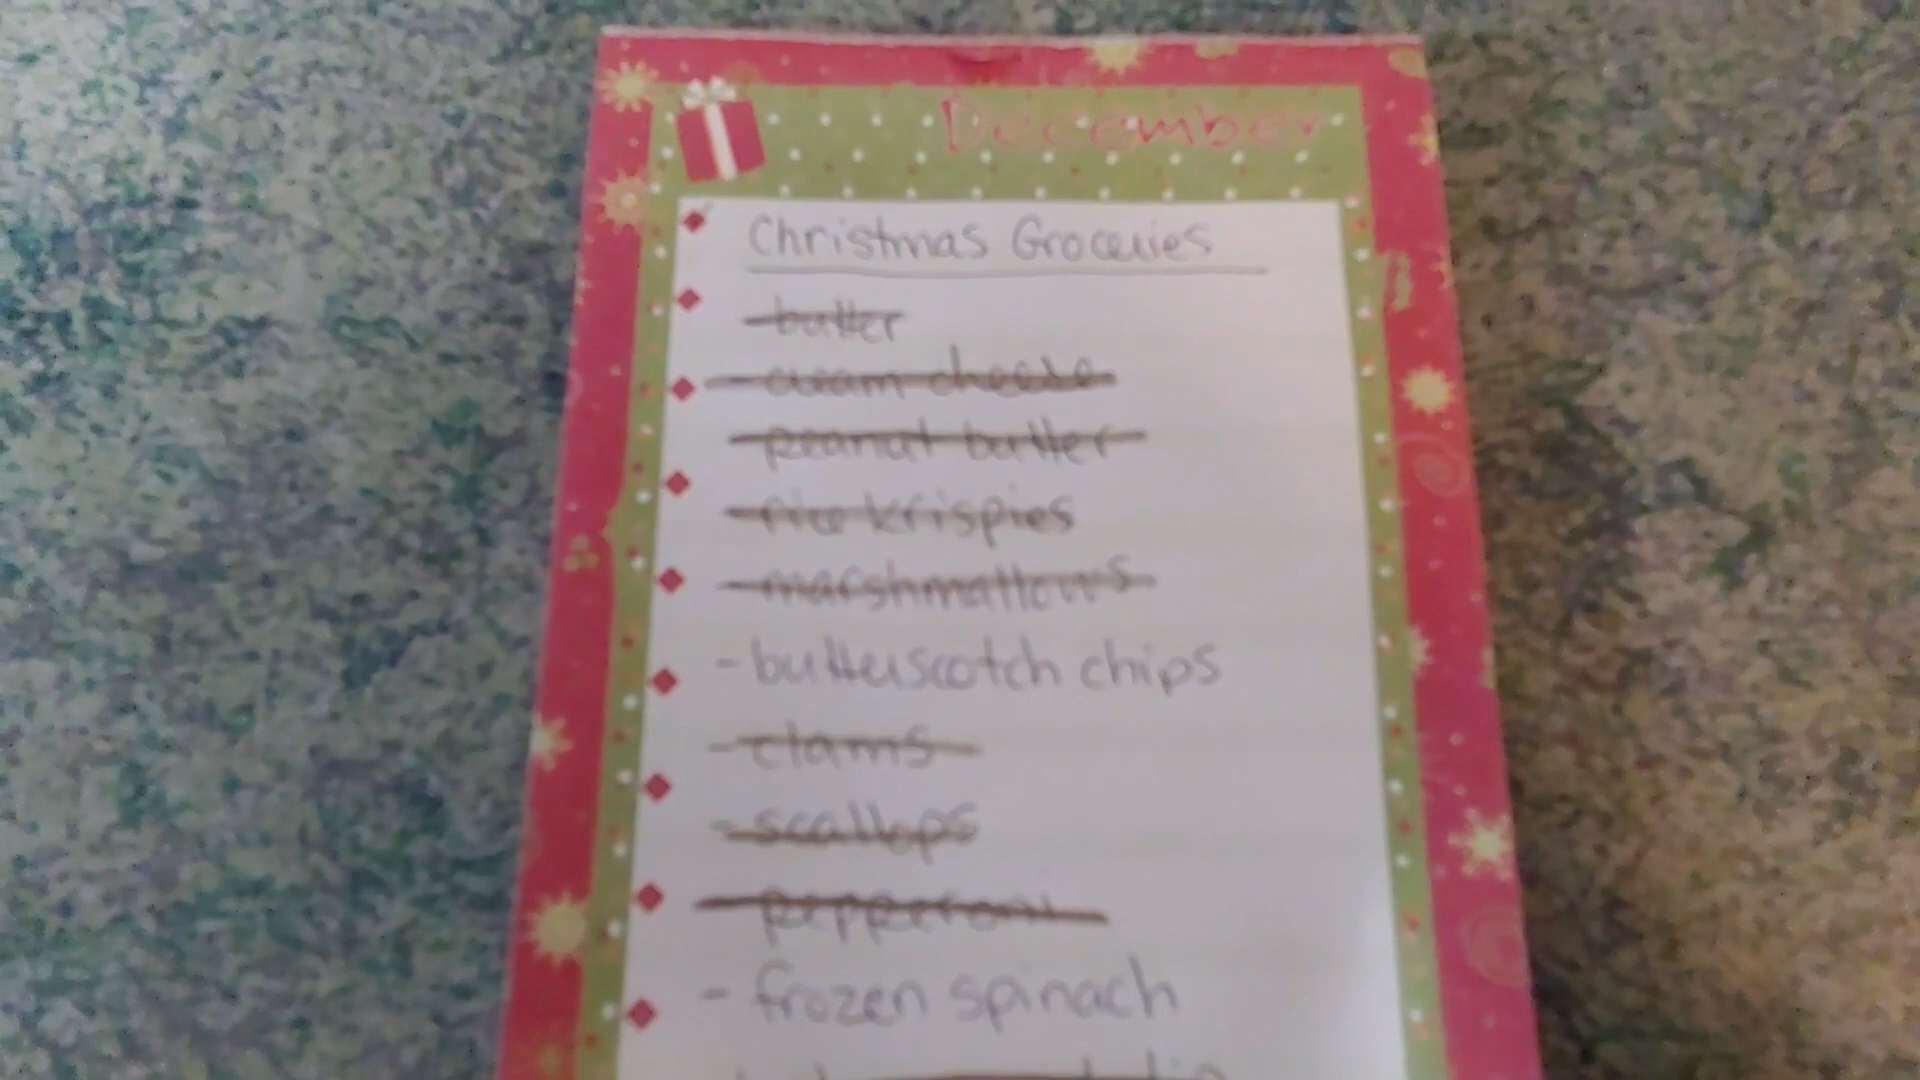 December
Christmas Groceries
- butter
- cream cheese
- peanut butter
- rice krispies
- marshmallows
- butterscotch chips
- clams
- scallops
- pepperoni
- frozen spinach